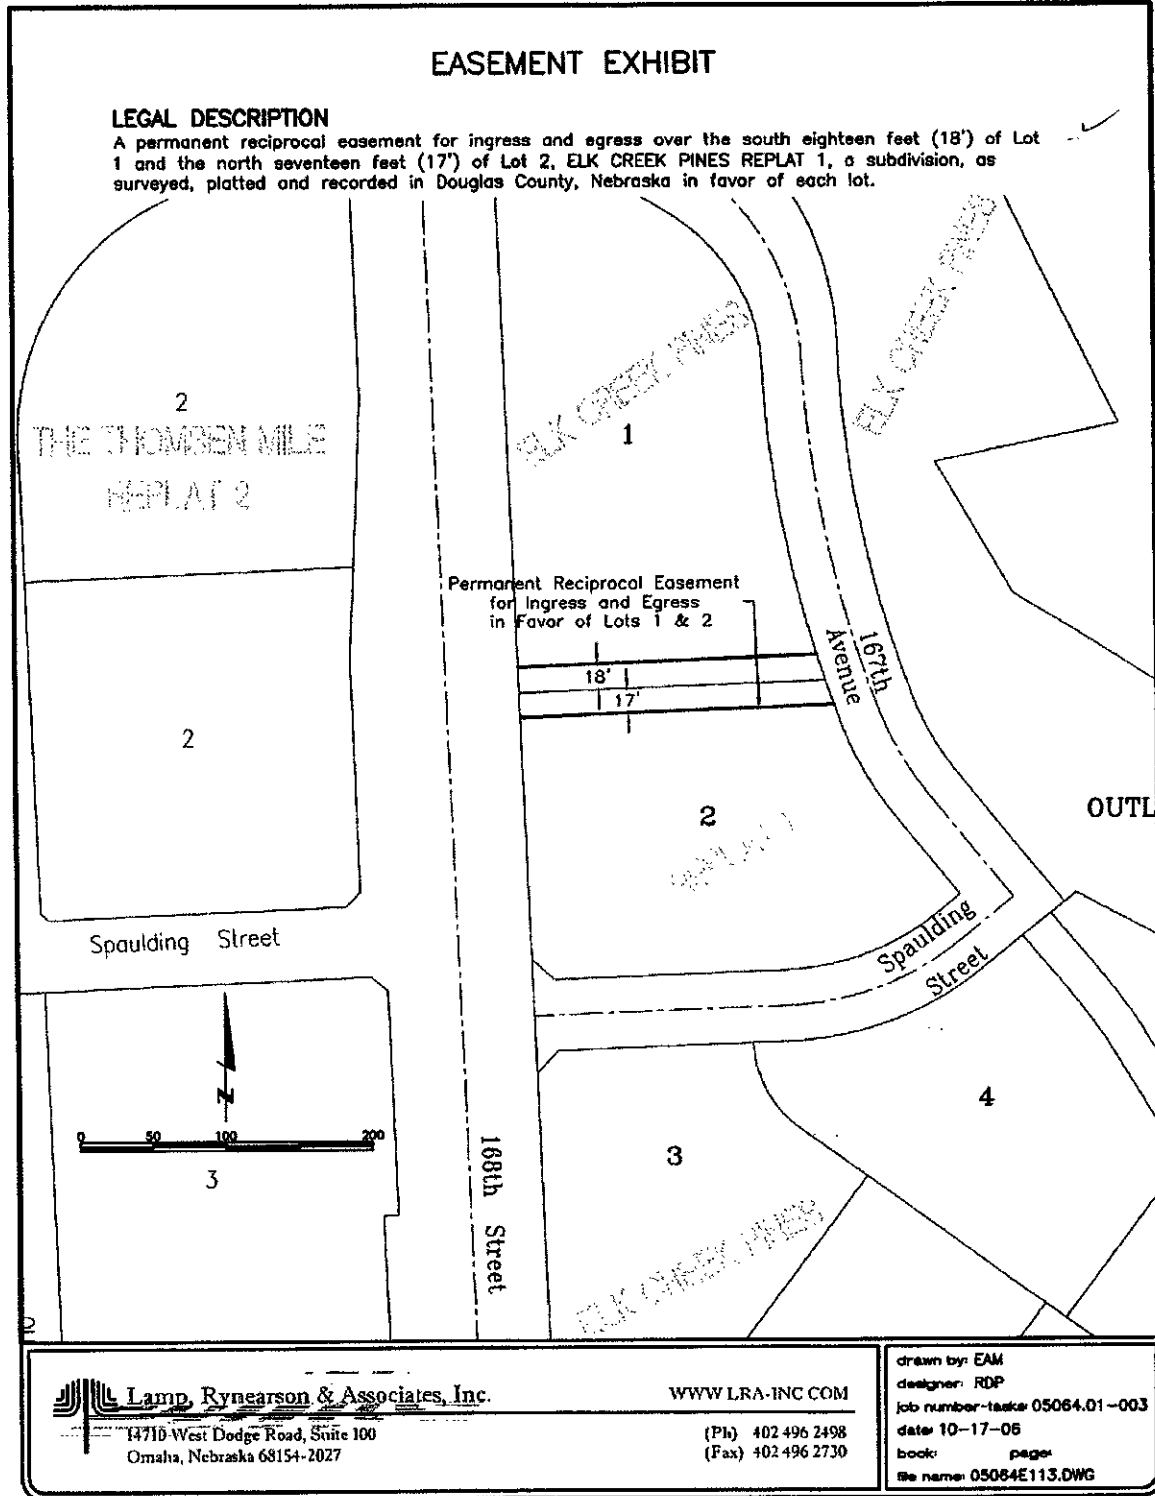 EASEMENT EXHIBIT
LEGAL DESCRIPTION
A permanent reciprocal easement for ingress and egress over the south eighteen feet (18') of Lot
1 and the north seventeen feet (17') of Lot 2, ELK CREEK PINES REPLAT 1, a subdivision, as
surveyed, platted and recorded in Douglas County, Nebraska in favor of each lot.
ELK CREEK PINES
ELK CREEK PINES
2
THE THOMSEN MILE
REPLAT 2
1
Permanent Reciprocal Easement
for Ingress and Egress
in Favor of Lots 1 & 2
167th
Avenue
18'
17'
2
2
REPLAT 1
OUTL
Spaulding Street
Spaulding
Street
N
0 50 100 200
3
168th Street
3
4
ELK CREEK PINES
Lamp, Rynearson & Associates, Inc.
14710 West Dodge Road, Suite 100
Omaha, Nebraska 68154-2027
WWW LRA-INC COM
(Ph) 402 496 2498
(Fax) 402 496 2730
drawn by: EAM
designer: RDP
job number-tasks: 05064.01-003
date: 10-17-06
book: page:
file name: 05064E113.DWG